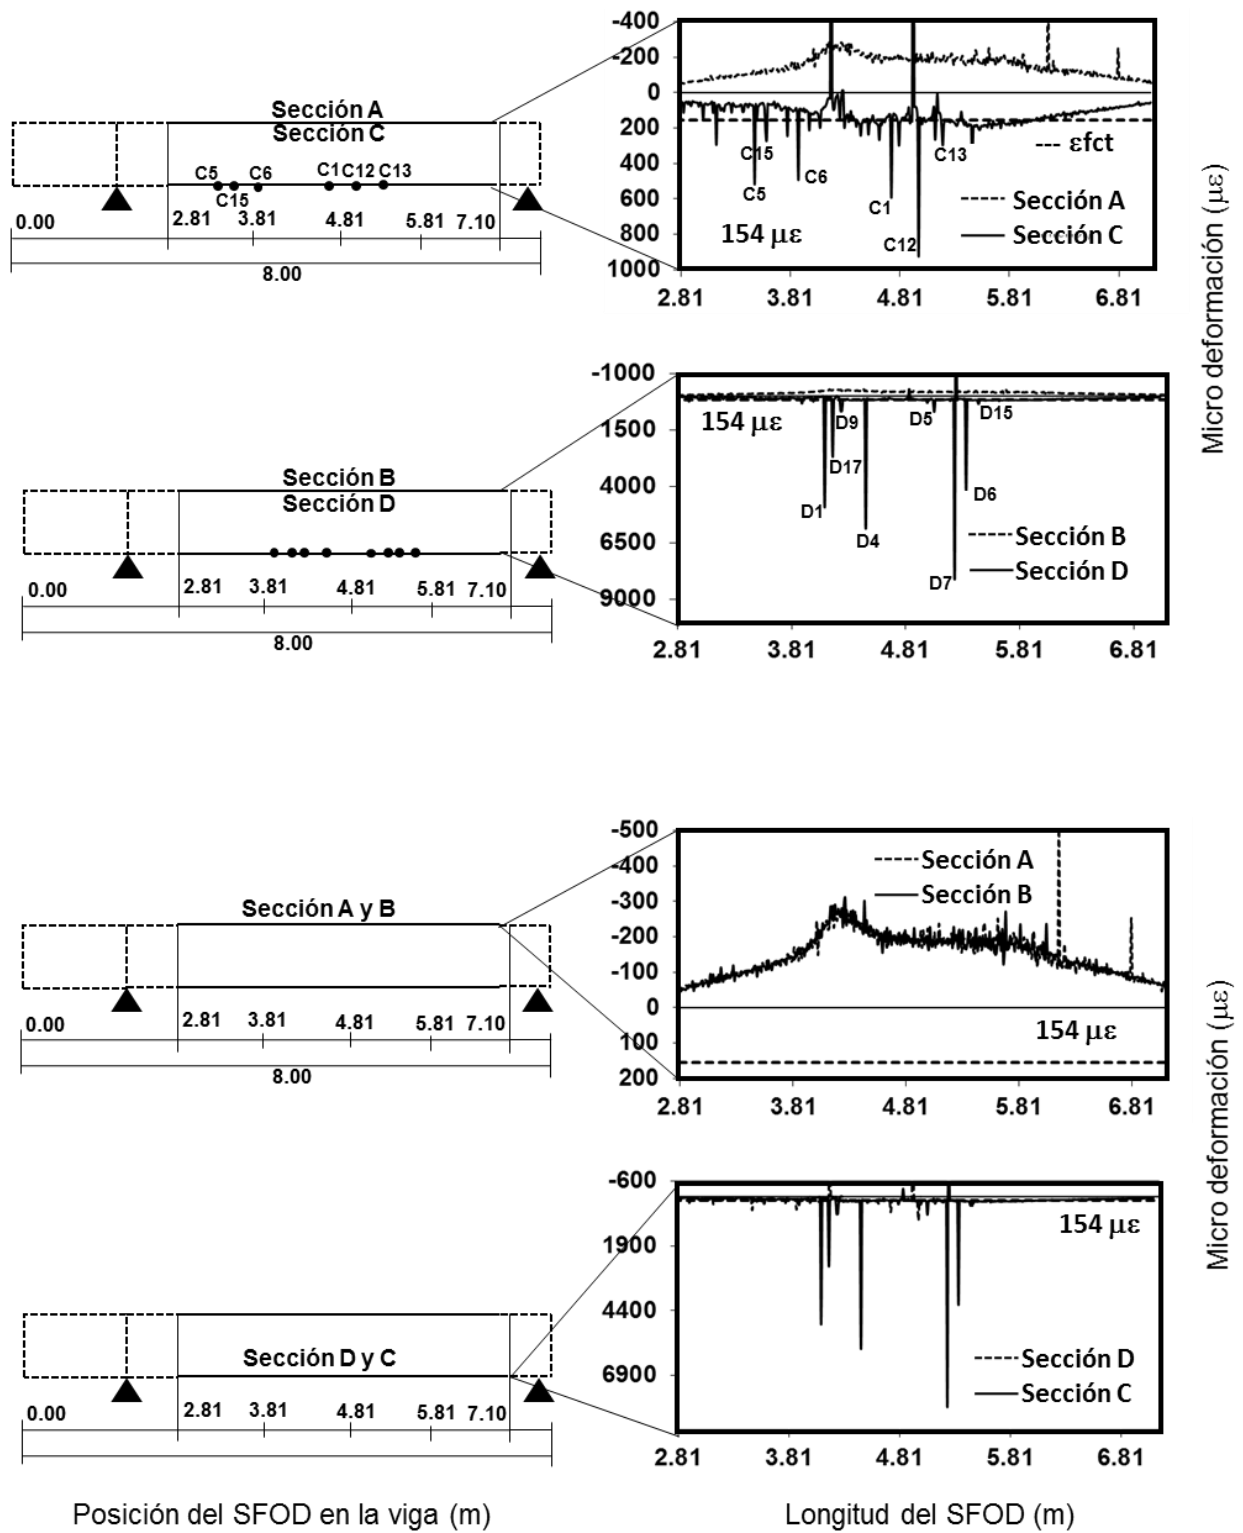 Sección A
Sección C
C5
C15
C6
C1
C12
C13
0.00
2.81
3.81
4.81
5.81
7.10
8.00
-400
-200
0
200
400
600
800
1000
C15
C5
C6
C1
C12
C13
εfct
Sección A
Sección C
154 με
2.81
3.81
4.81
5.81
6.81
Micro deformación (με)
Sección B
Sección D
0.00
2.81
3.81
4.81
5.81
7.10
8.00
-1000
1500
4000
6500
9000
154 με
D9
D5
D15
D17
D1
D6
D4
D7
Sección B
Sección D
2.81
3.81
4.81
5.81
6.81
Sección A y B
0.00
2.81
3.81
4.81
5.81
7.10
8.00
-500
-400
-300
-200
-100
0
100
200
Sección A
Sección B
154 με
2.81
3.81
4.81
5.81
6.81
Micro deformación (με)
Sección D y C
0.00
2.81
3.81
4.81
5.81
7.10
-600
1900
4400
6900
154 με
Sección D
Sección C
2.81
3.81
4.81
5.81
6.81
Posición del SFOD en la viga (m)
Longitud del SFOD (m)